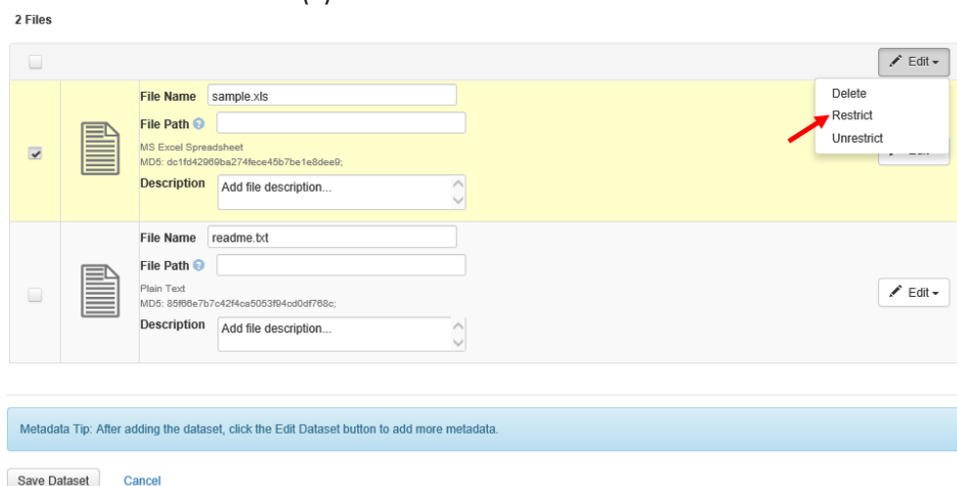 2 Files
Edit
File Name sample.xls
Delete
File Path
Restrict
MS Excel Spreadsheet
Unrestrict
MD5: dc1fd42969ba274fece45b7be1e8dee9;
Description Add file description...
File Name readme.txt
File Path
Plain Text
Edit
MD5: 85f66e7b7c42f4ca5053f94cd0df768c;
Description Add file description...
Metadata Tip: After adding the dataset, click the Edit Dataset button to add more metadata.
Save Dataset Cancel